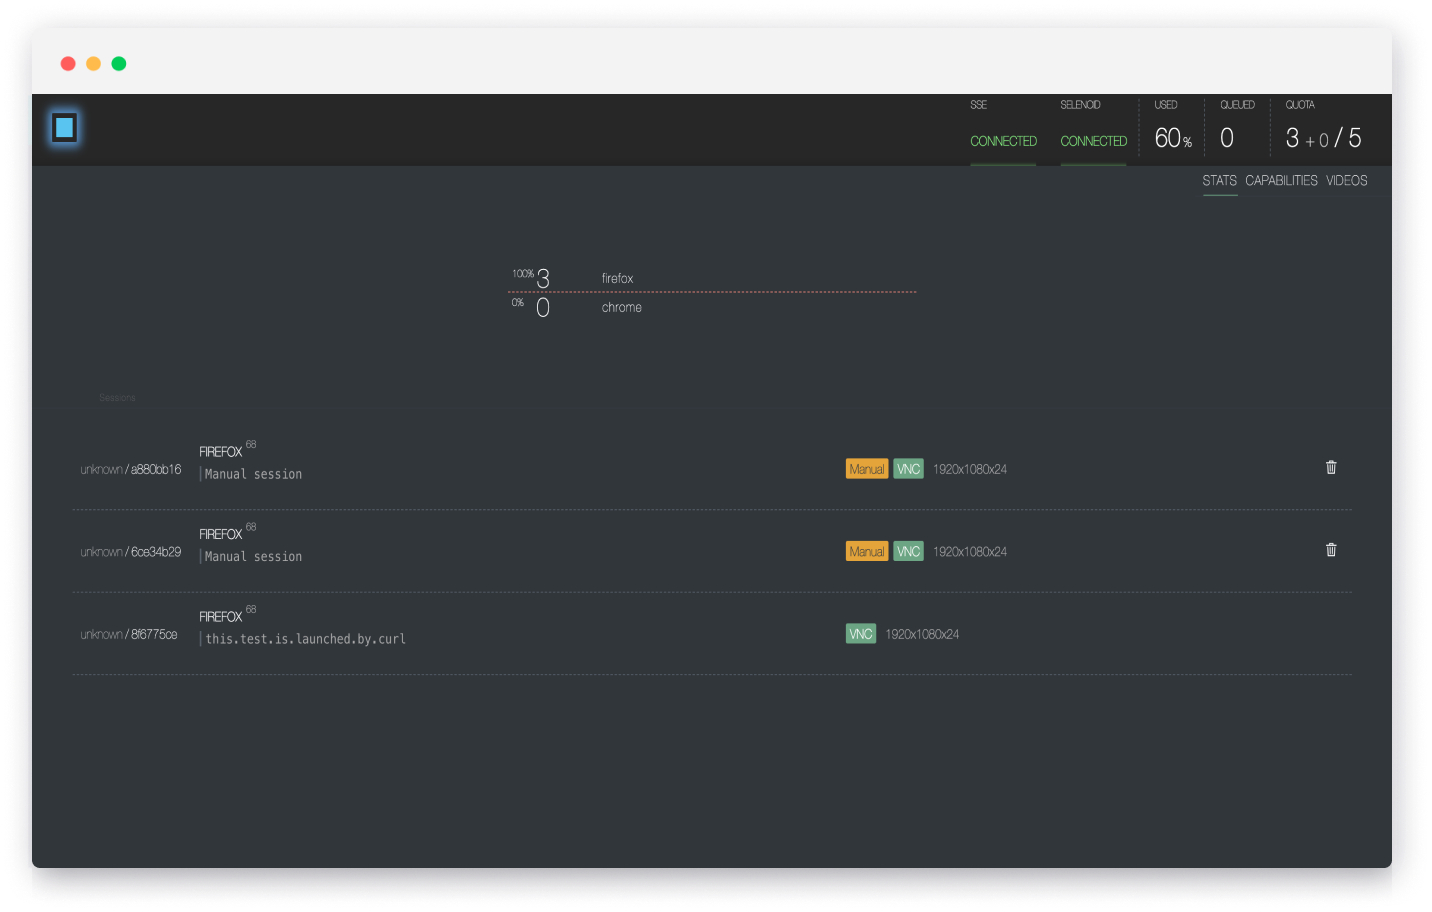 SSE SELENOID USED QUEUED QUOTA
CONNECTED CONNECTED 60% 0 3 + 0 / 5
STATS CAPABILITIES VIDEOS
100% 3 firefox
0% 0 chrome
Sessions
FIREFOX 68
unknown / a880bb16 Manual VNC 1920x1080x24
Manual session
FIREFOX 68
unknown / 6ce34b29 Manual VNC 1920x1080x24
Manual session
FIREFOX 68
unknown / 8f6775ce VNC 1920x1080x24
this.test.is.launched.by.curl